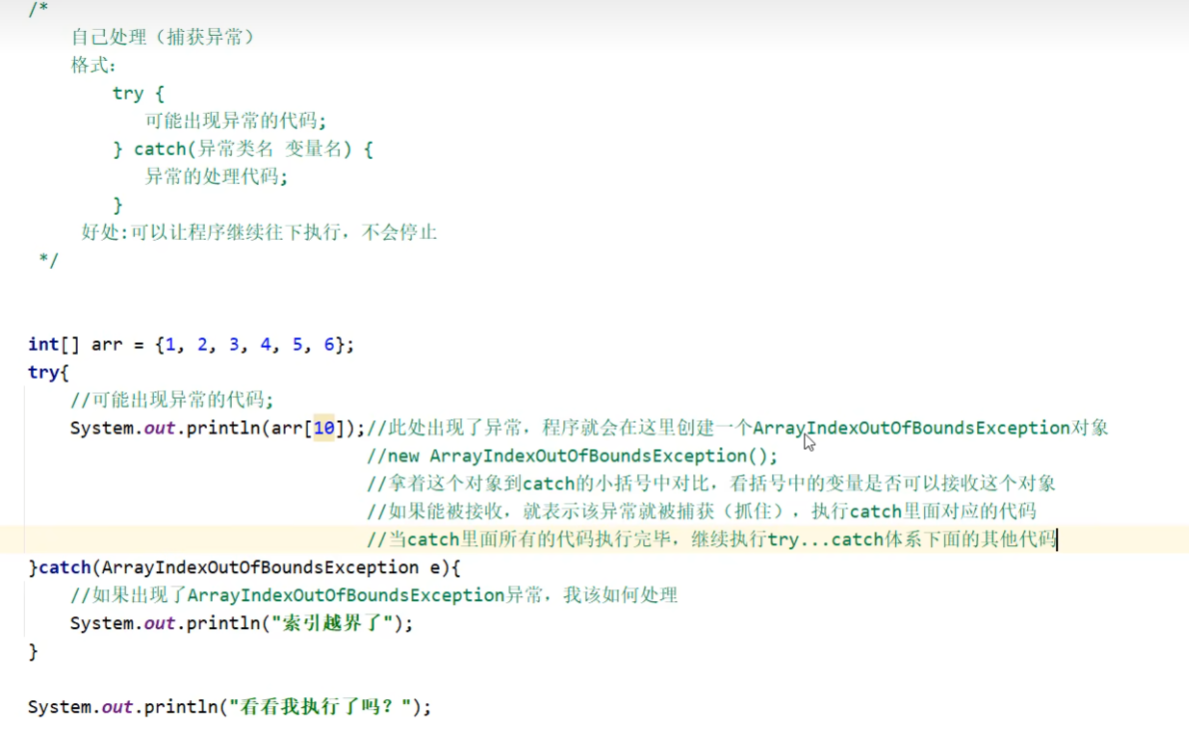 /*
自己处理（捕获异常）
格式:
try {
可能出现异常的代码;
} catch(异常类名 变量名) {
异常的处理代码;
}
好处:可以让程序继续往下执行，不会停止
*/
int[] arr = {1, 2, 3, 4, 5, 6};
try{
//可能出现异常的代码;
System.out.println(arr[10]);//此处出现了异常，程序就会在这里创建一个ArrayIndexOutOfBoundsException对象
//new ArrayIndexOutOfBoundsException();
//拿着这个对象到catch的小括号中对比，看括号中的变量是否可以接收这个对象
//如果能被接收，就表示该异常就被捕获（抓住），执行catch里面对应的代码
//当catch里面所有的代码执行完毕，继续执行try...catch体系下面的其他代码
}catch(ArrayIndexOutOfBoundsException e){
//如果出现了ArrayIndexOutOfBoundsException异常，我该如何处理
System.out.println("索引越界了");
}
System.out.println("看看我执行了吗？");